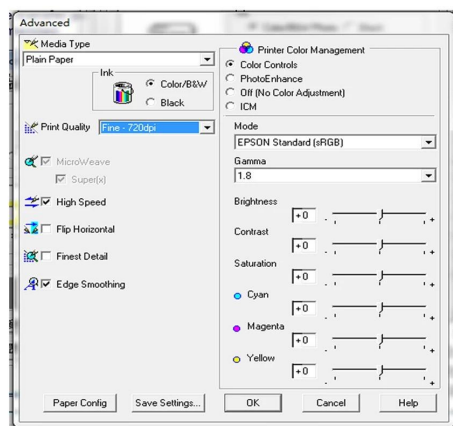 Advanced
Media Type
Plain Paper
Ink
Color/B&W
Black
Print Quality
Fine - 720dpi
MicroWeave
Super(x)
High Speed
Flip Horizontal
Finest Detail
Edge Smoothing
Printer Color Management
Color Controls
PhotoEnhance
Off (No Color Adjustment)
ICM
Mode
EPSON Standard (sRGB)
Gamma
1.8
Brightness
+0 - +
Contrast
+0 - +
Saturation
+0 - +
Cyan
+0 - +
Magenta
+0 - +
Yellow
+0 - +
Paper Config
Save Settings...
OK
Cancel
Help